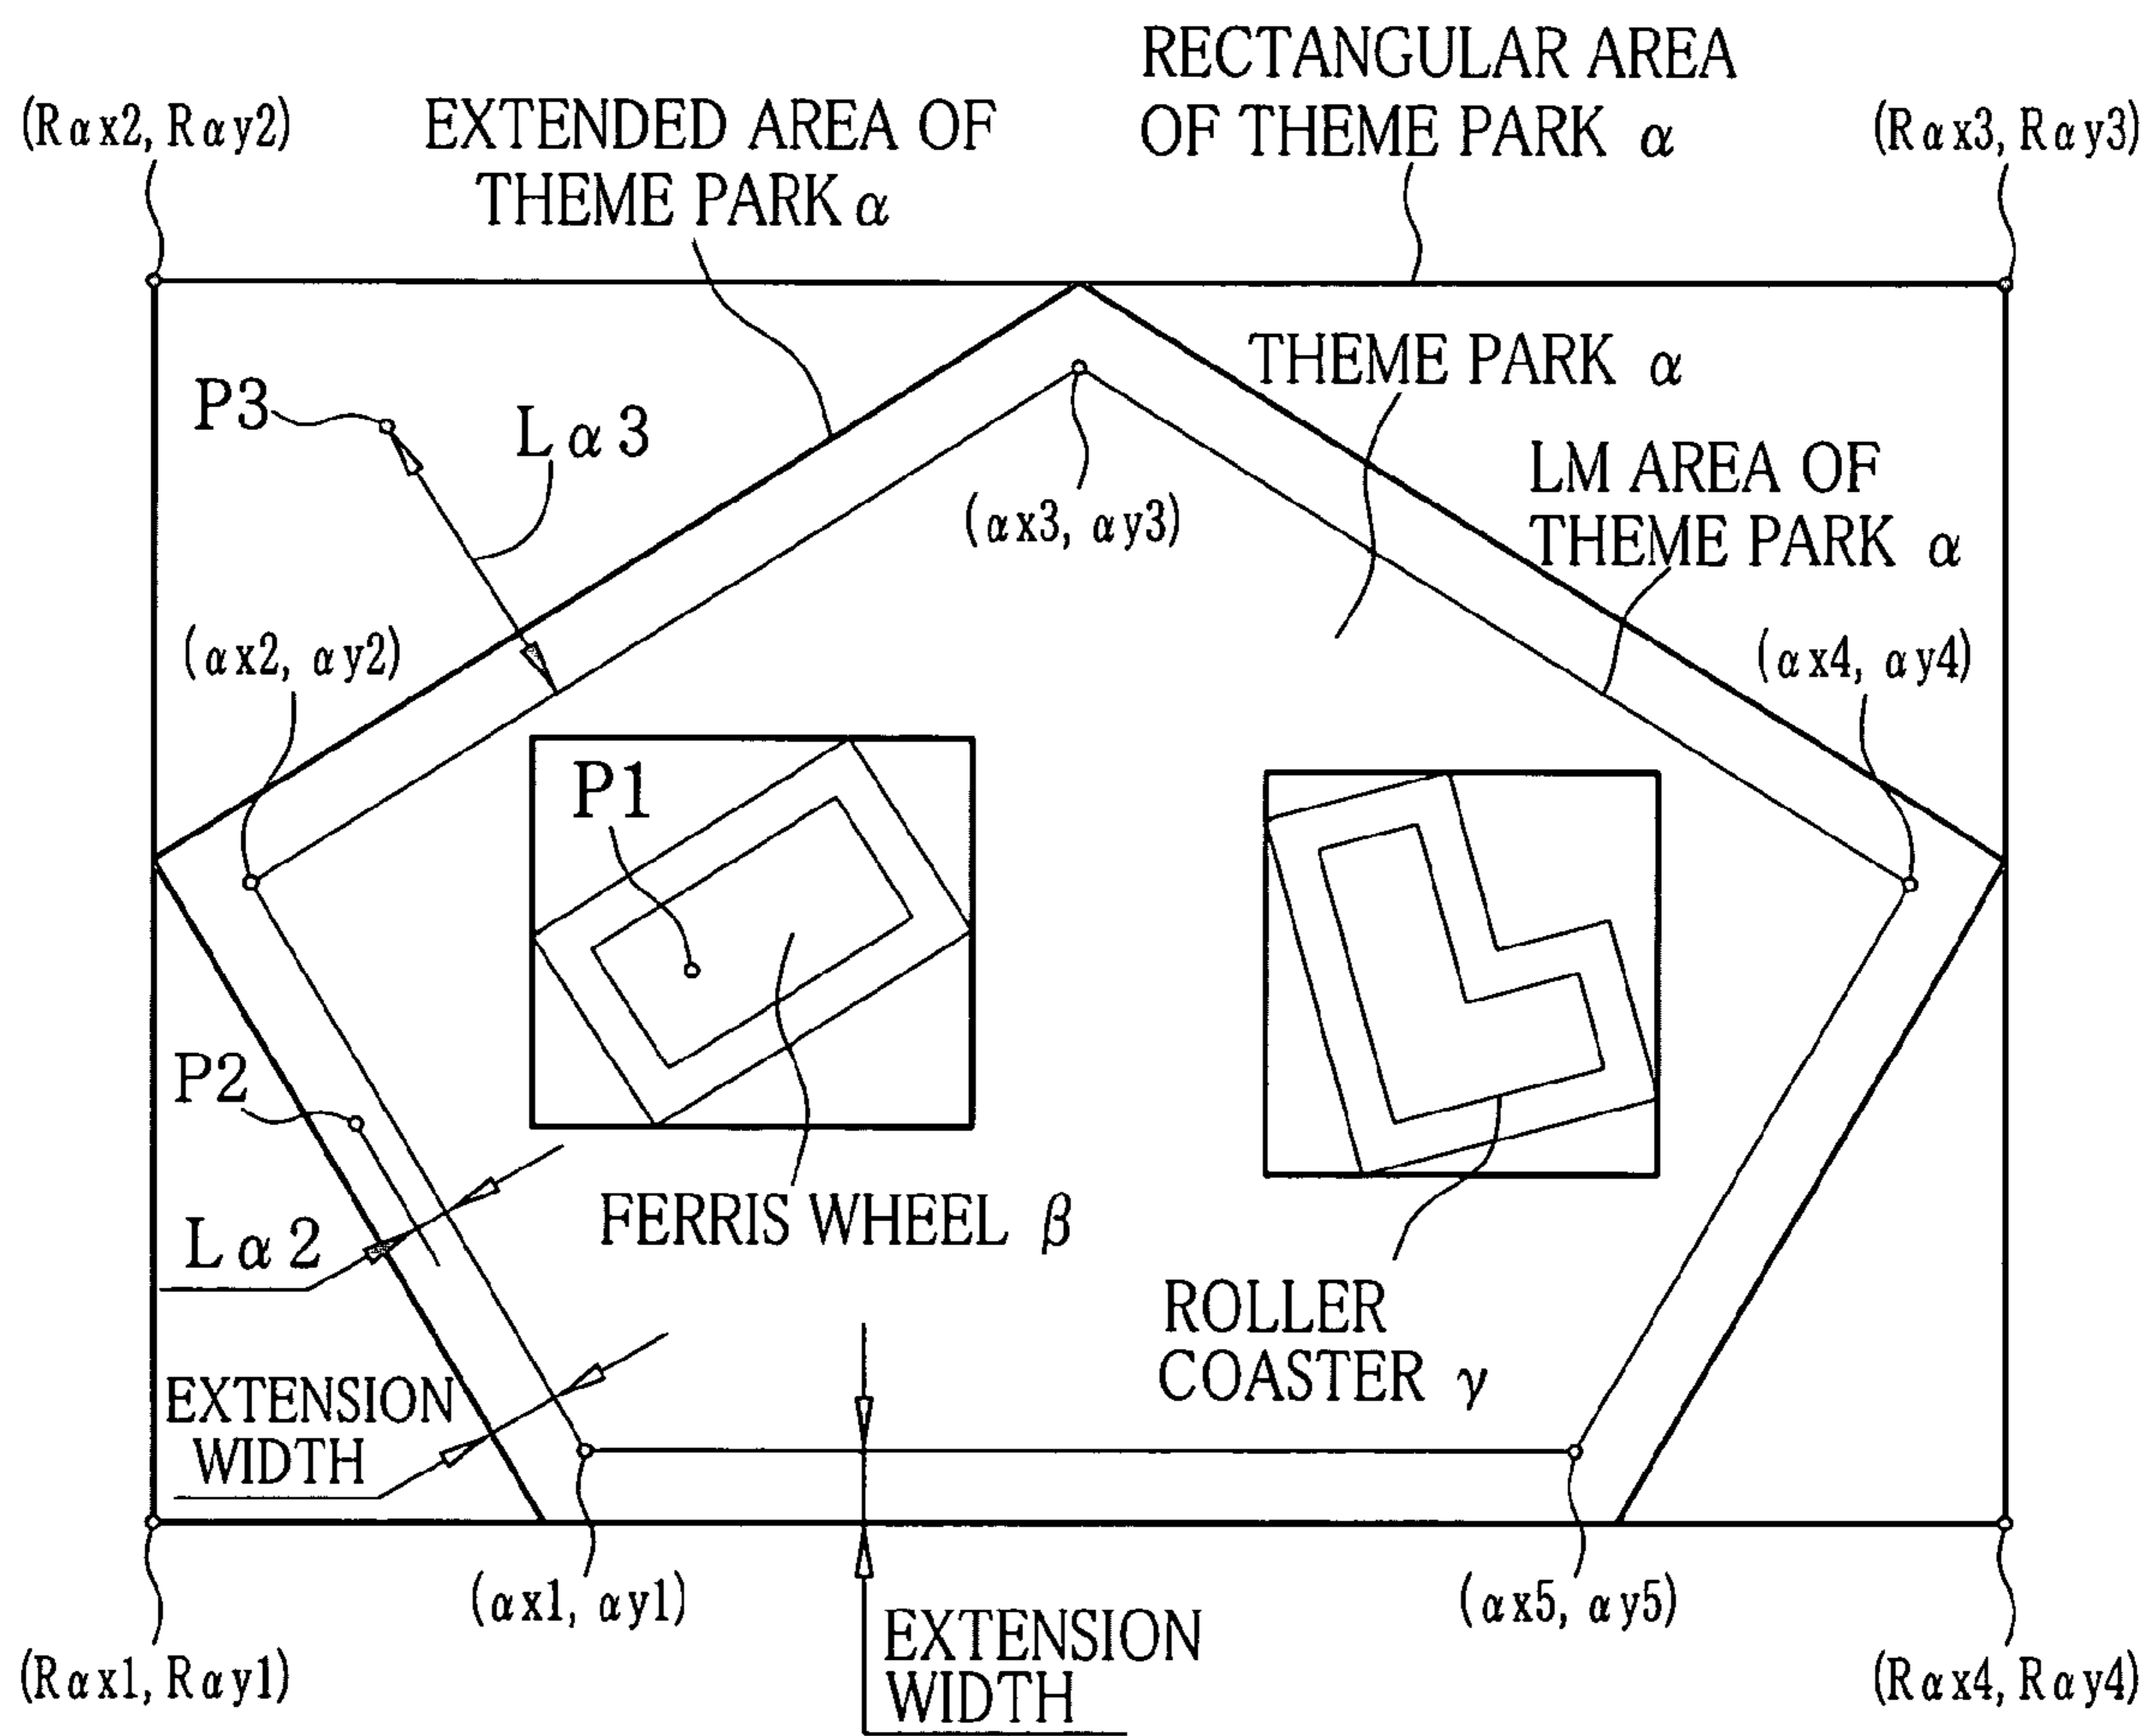 RECTANGULAR AREA
OF THEME PARK α
(Rαx2, Rαy2)
EXTENDED AREA OF
THEME PARK α
(Rαx3, Rαy3)
THEME PARK α
P3
Lα3
LM AREA OF
THEME PARK α
(αx3, αy3)
(αx2, αy2)
(αx4, αy4)
P1
P2
FERRIS WHEEL β
Lα2
ROLLER
COASTER γ
EXTENSION
WIDTH
(αx1, αy1)
(αx5, αy5)
EXTENSION
WIDTH
(Rαx1, Rαy1)
(Rαx4, Rαy4)